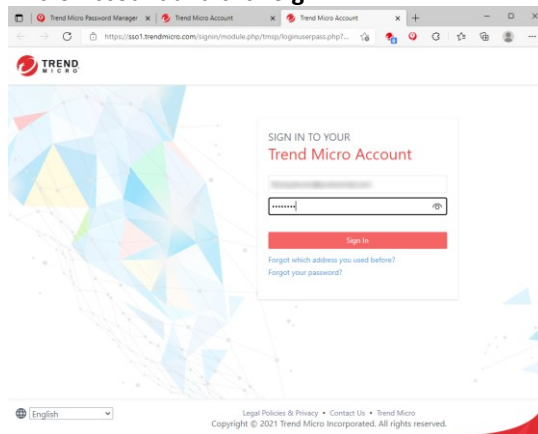 Trend Micro Password Manager
Trend Micro Account
Trend Micro Account
https://sso1.trendmicro.com/signin/module.php/tmsp/loginuserpass.php?...
TREND
MICRO
SIGN IN TO YOUR
Trend Micro Account
Sign In
Forgot which address you used before?
Forgot your password?
English
Legal Policies & Privacy • Contact Us • Trend Micro
Copyright © 2021 Trend Micro Incorporated. All rights reserved.